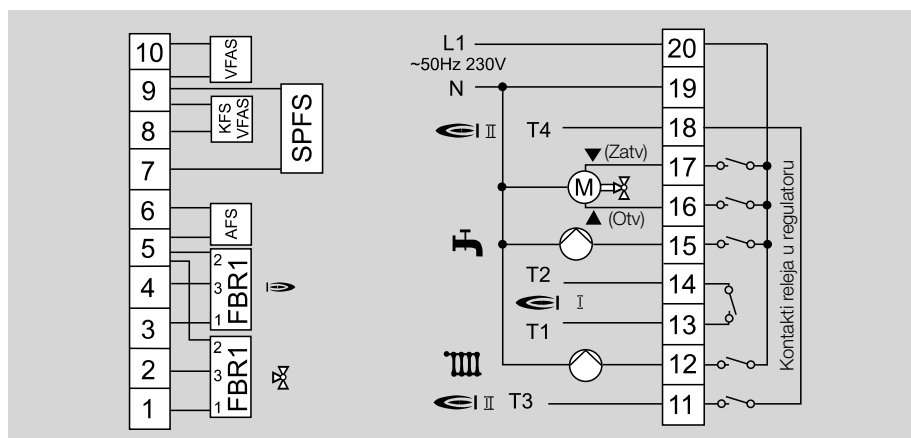 10
9
8
7
6
5
4
3
2
1
VFAS
KFS
VFAS
SPFS
AFS
2
3
1
FBR1
2
3
1
FBR1
L1
~50Hz 230V
N
II T4
▼(Zatv)
M
▲ (Otv)
T2
I
T1
II T3
20
19
18
17
16
15
14
13
12
11
Kontakti releja u regulatoru